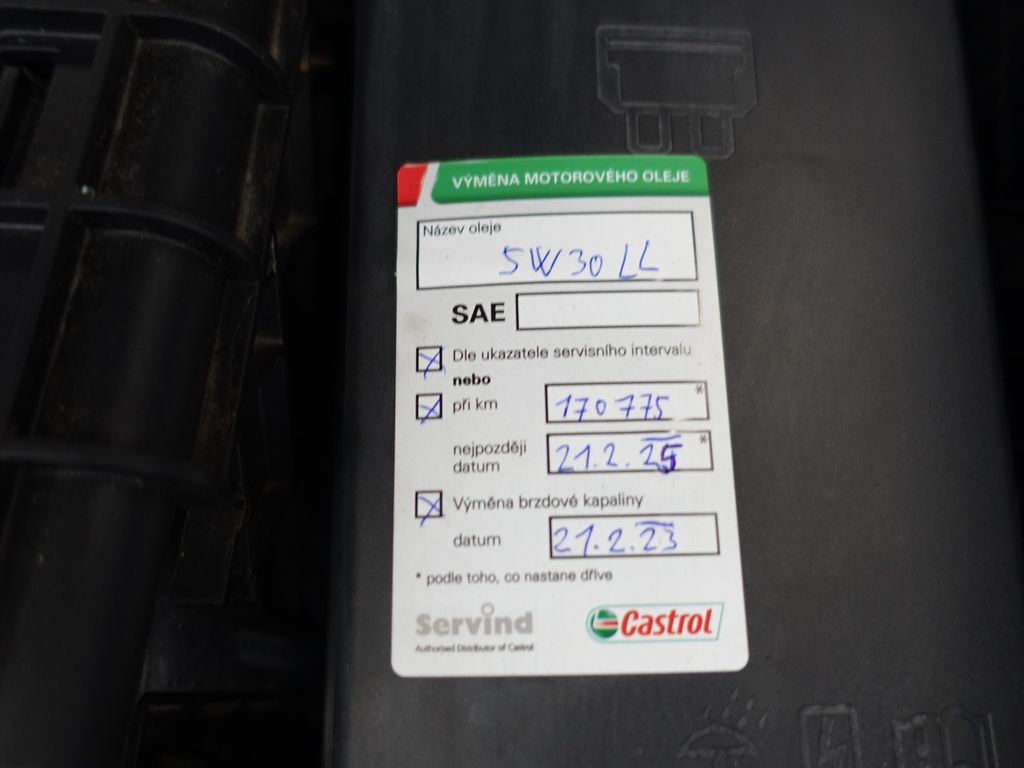 VÝMĚNA MOTOROVÉHO OLEJE
Název oleje
5W30 LL
SAE
Dle ukazatele servisního intervalu
nebo
při km 170 775 *
nejpozději
datum 21.2.25 *
Výměna brzdové kapaliny
datum 21.2.23
* podle toho, co nastane dříve
Servind
Authorised Distributor of Castrol
Castrol